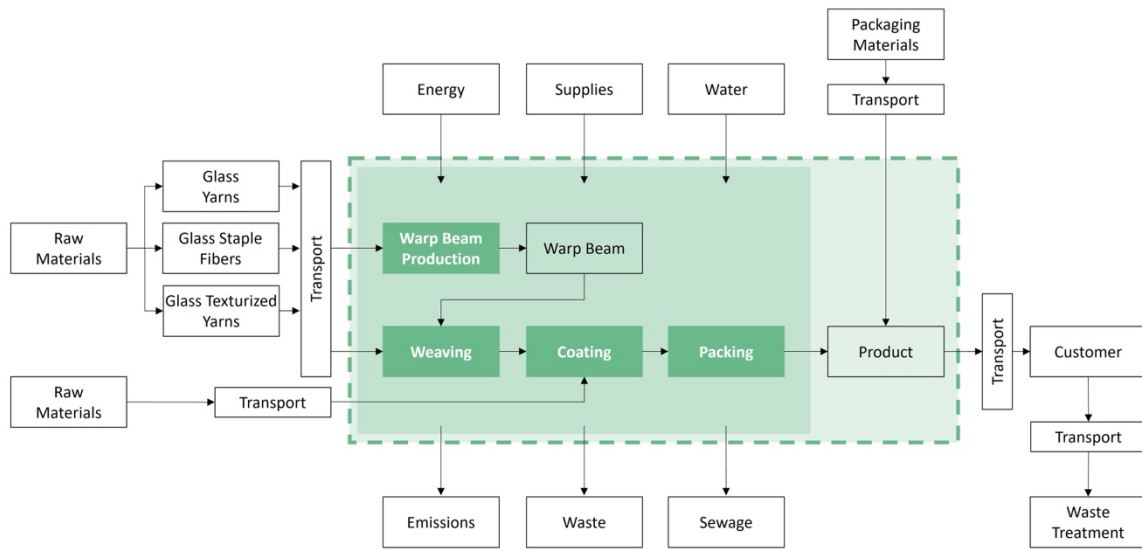 Packaging
Materials
Energy
Supplies
Water
Transport
Glass
Yarns
Raw
Materials
Glass Staple
Fibers
Transport
Warp Beam
Production
Warp Beam
Glass Texturized
Yarns
Weaving
Coating
Packing
Product
Transport
Customer
Raw
Materials
Transport
Transport
Emissions
Waste
Sewage
Waste
Treatment